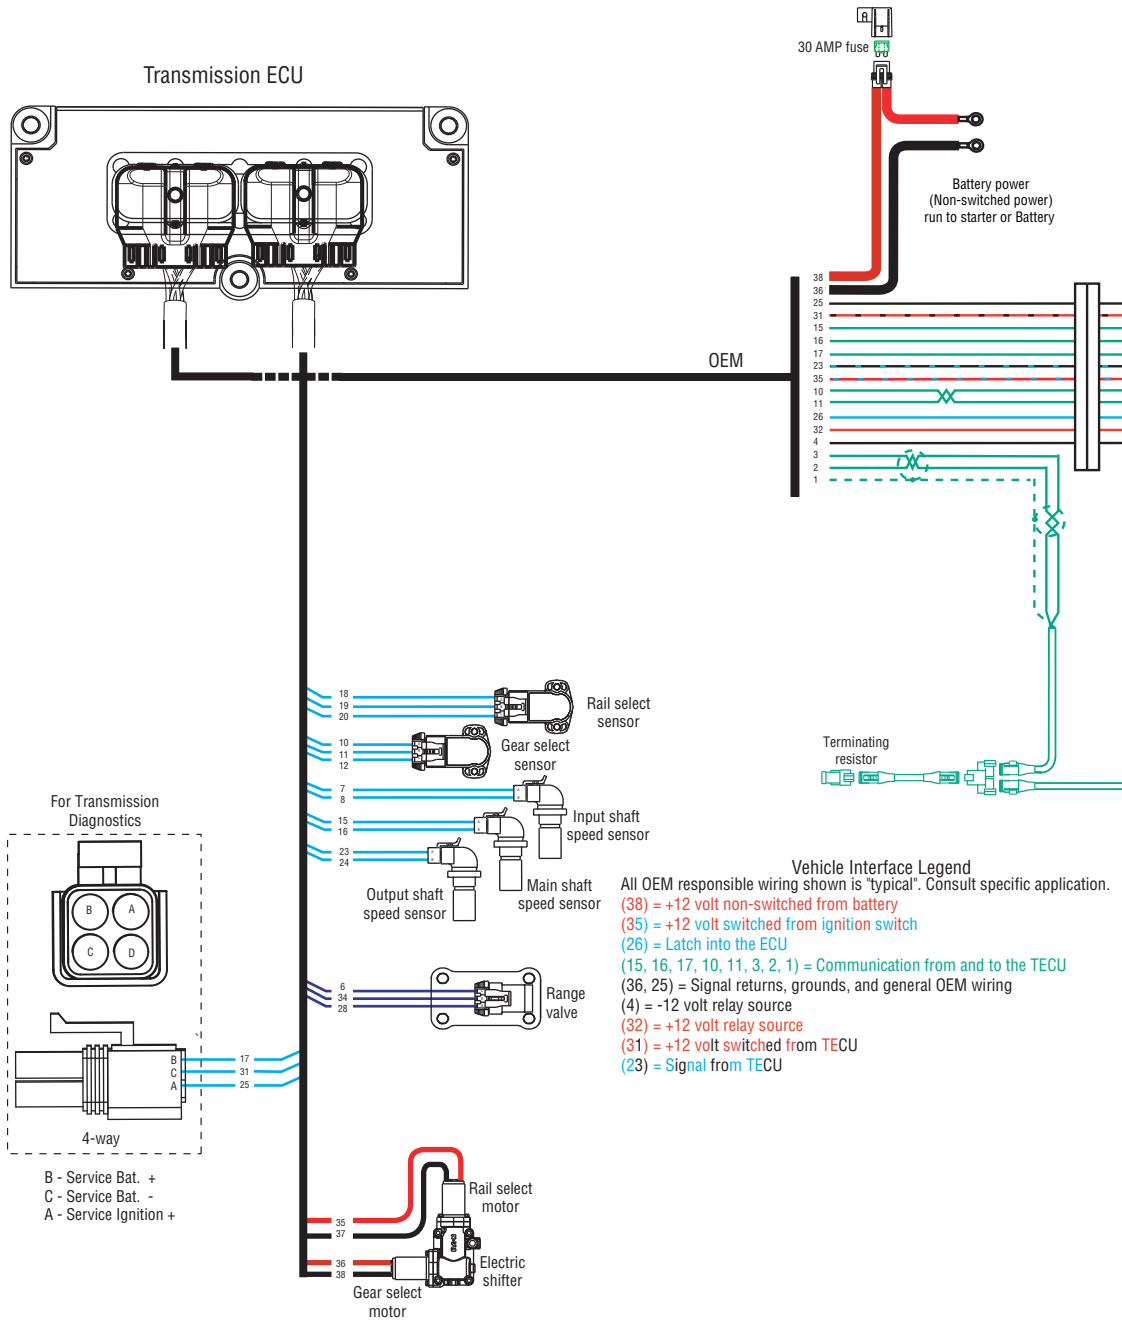 30 AMP fuse
Transmission ECU
Battery power
(Non-switched power)
run to starter or Battery
38
36
25
31
15
16
17
23
35
10
11
26
32
4
3
2
1
OEM
18
19
20
Rail select
sensor
10
11
12
Gear select
sensor
7
8
Input shaft
speed sensor
15
16
Main shaft
speed sensor
23
24
Output shaft
speed sensor
Terminating
resistor
For Transmission
Diagnostics
B
A
C
D
6
34
28
Range
valve
B
C
A
17
31
25
4-way
B - Service Bat. +
C - Service Bat. -
A - Service Ignition +
Vehicle Interface Legend
All OEM responsible wiring shown is "typical". Consult specific application.
(38) = +12 volt non-switched from battery
(35) = +12 volt switched from ignition switch
(26) = Latch into the ECU
(15, 16, 17, 10, 11, 3, 2, 1) = Communication from and to the TECU
(36, 25) = Signal returns, grounds, and general OEM wiring
(4) = -12 volt relay source
(32) = +12 volt relay source
(31) = +12 volt switched from TECU
(23) = Signal from TECU
Rail select
motor
35
37
36
38
Electric
shifter
Gear select
motor